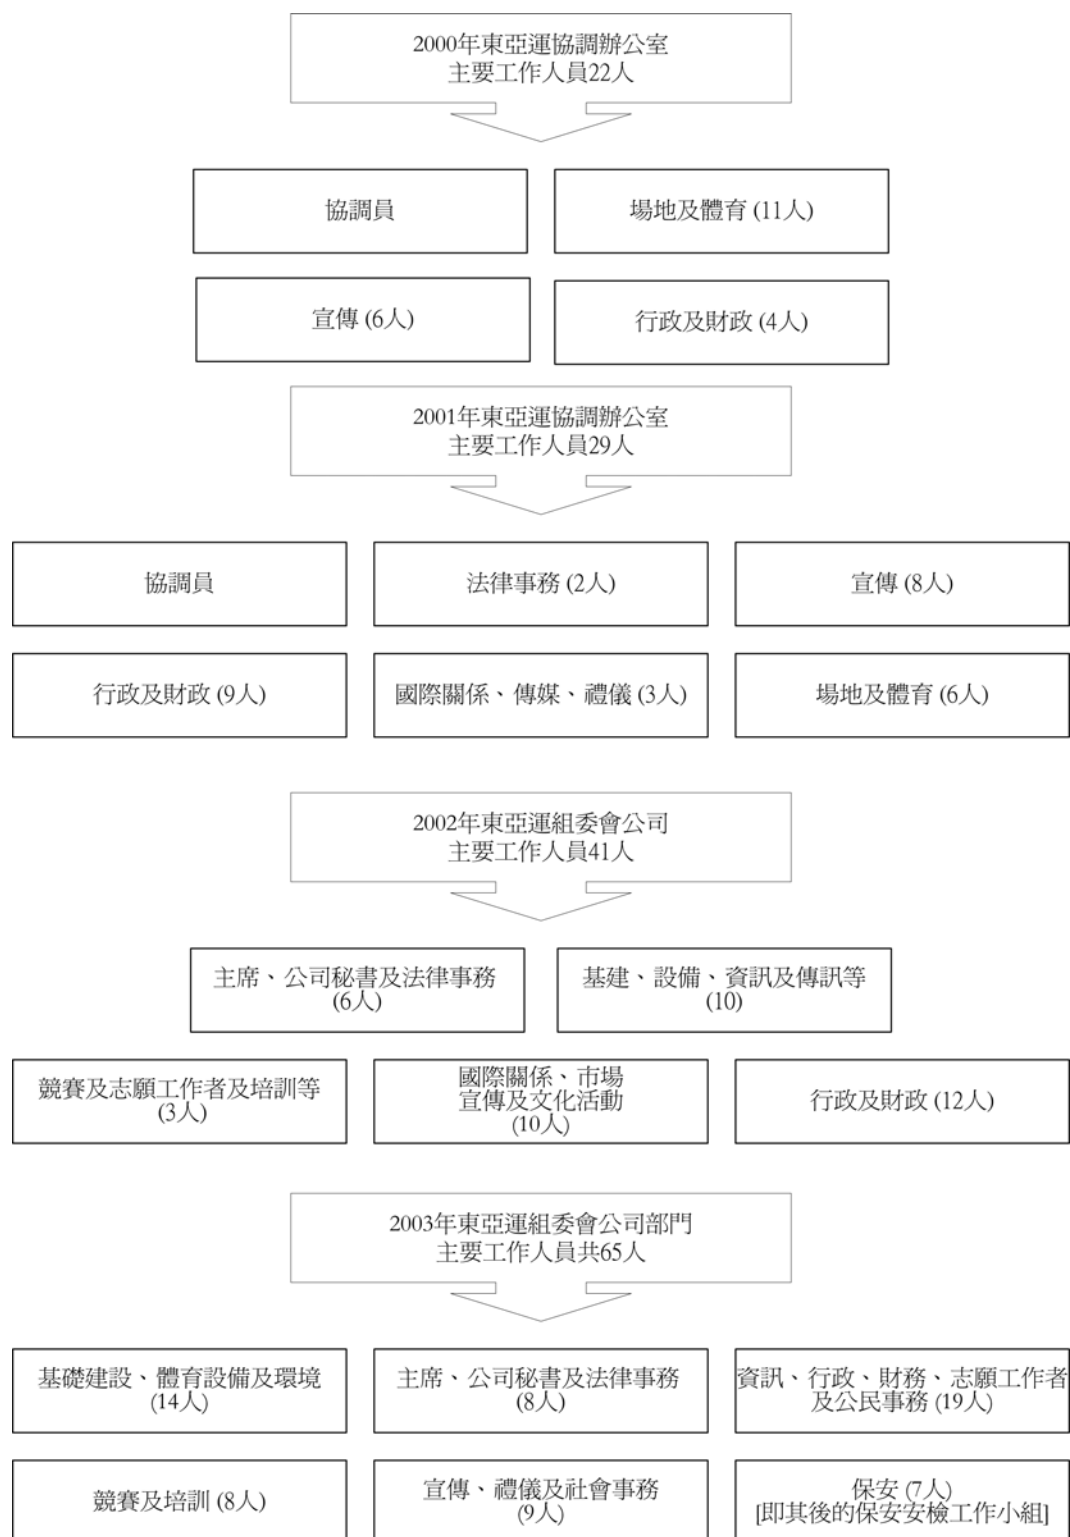 2000年東亞運協調辦公室
主要工作人員22人
協調員
場地及體育 (11人)
宣傳 (6人)
行政及財政 (4人)
2001年東亞運協調辦公室
主要工作人員29人
協調員
法律事務 (2人)
宣傳 (8人)
行政及財政 (9人)
國際關係、傳媒、禮儀 (3人)
場地及體育 (6人)
2002年東亞運組委會公司
主要工作人員41人
主席、公司秘書及法律事務
(6人)
基建、設備、資訊及傳訊等
(10)
競賽及志願工作者及培訓等
(3人)
國際關係、市場
宣傳及文化活動
(10人)
行政及財政 (12人)
2003年東亞運組委會公司部門
主要工作人員共65人
基礎建設、體育設備及環境
(14人)
主席、公司秘書及法律事務
(8人)
資訊、行政、財務、志願工作者
及公民事務 (19人)
競賽及培訓 (8人)
宣傳、禮儀及社會事務
(9人)
保安 (7人)
[即其後的保安安檢工作小組]